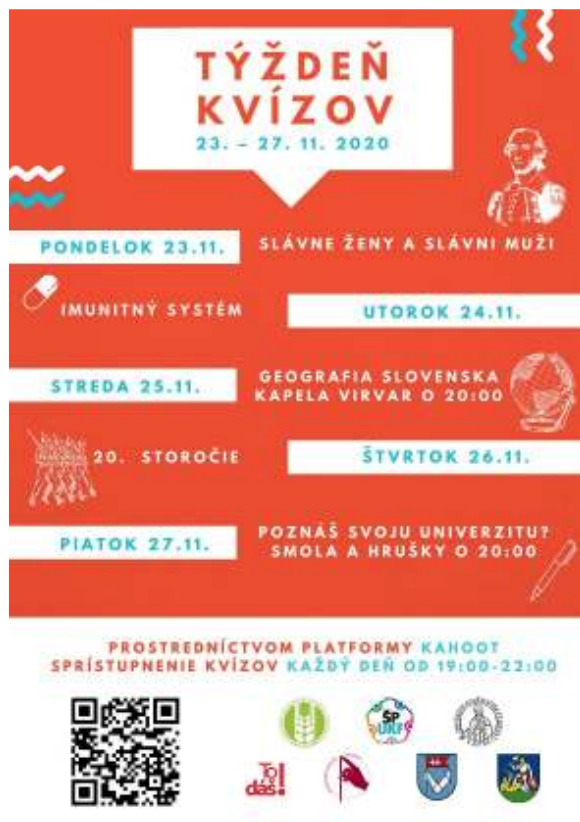 TÝŽDEŇ
KVÍZOV
23. – 27. 11. 2020
PONDELOK 23.11.
SLÁVNE ŽENY A SLÁVNI MUŽI
IMUNITNÝ SYSTÉM
UTOROK 24.11.
STREDA 25.11.
GEOGRAFIA SLOVENSKA
KAPELA VIRVAR O 20:00
20. STOROČIE
ŠTVRTOK 26.11.
PIATOK 27.11.
POZNÁŠ SVOJU UNIVERZITU?
SMOLA A HRUŠKY O 20:00
PROSTREDNÍCTVOM PLATFORMY KAHOOT
SPRÍSTUPNENIE KVÍZOV KAŽDÝ DEŇ OD 19:00-22:00
ŠP
UKF
To
dáš!